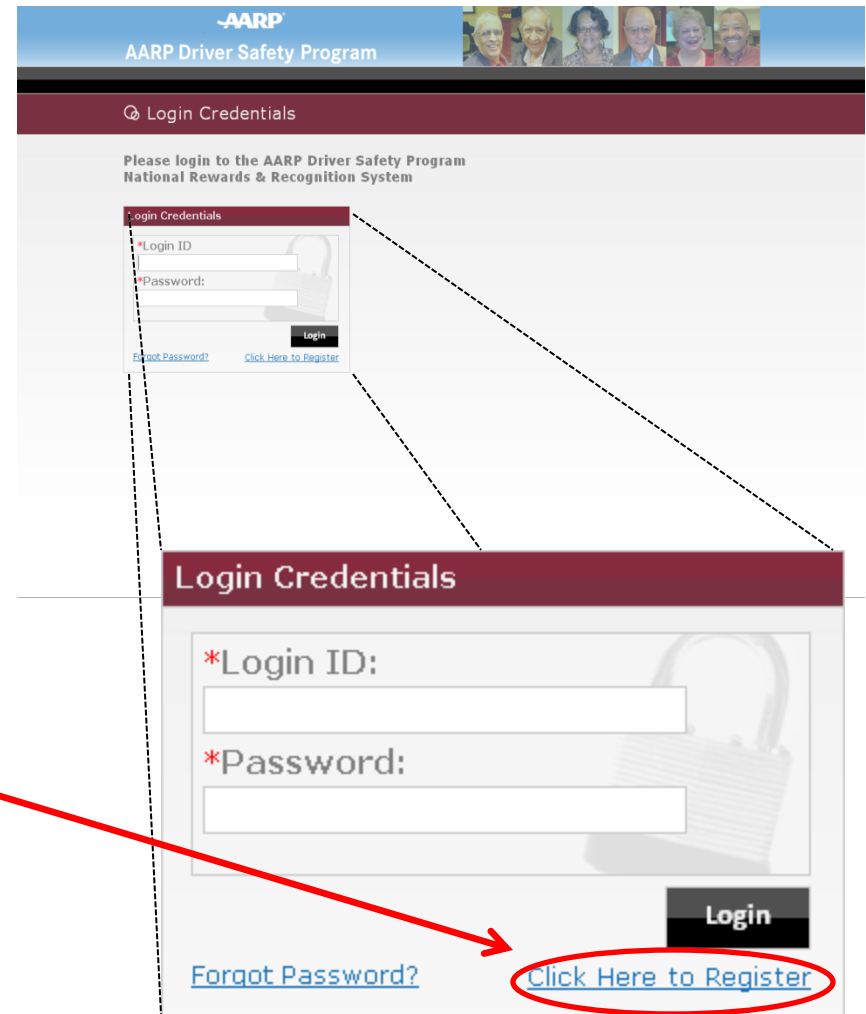 AARP
AARP Driver Safety Program
Login Credentials
Please login to the AARP Driver Safety Program
National Rewards & Recognition System
Login Credentials
*Login ID
*Password:
Login
Forgot Password? Click Here to Register
Login Credentials
*Login ID:
*Password:
Login
Forgot Password? Click Here to Register